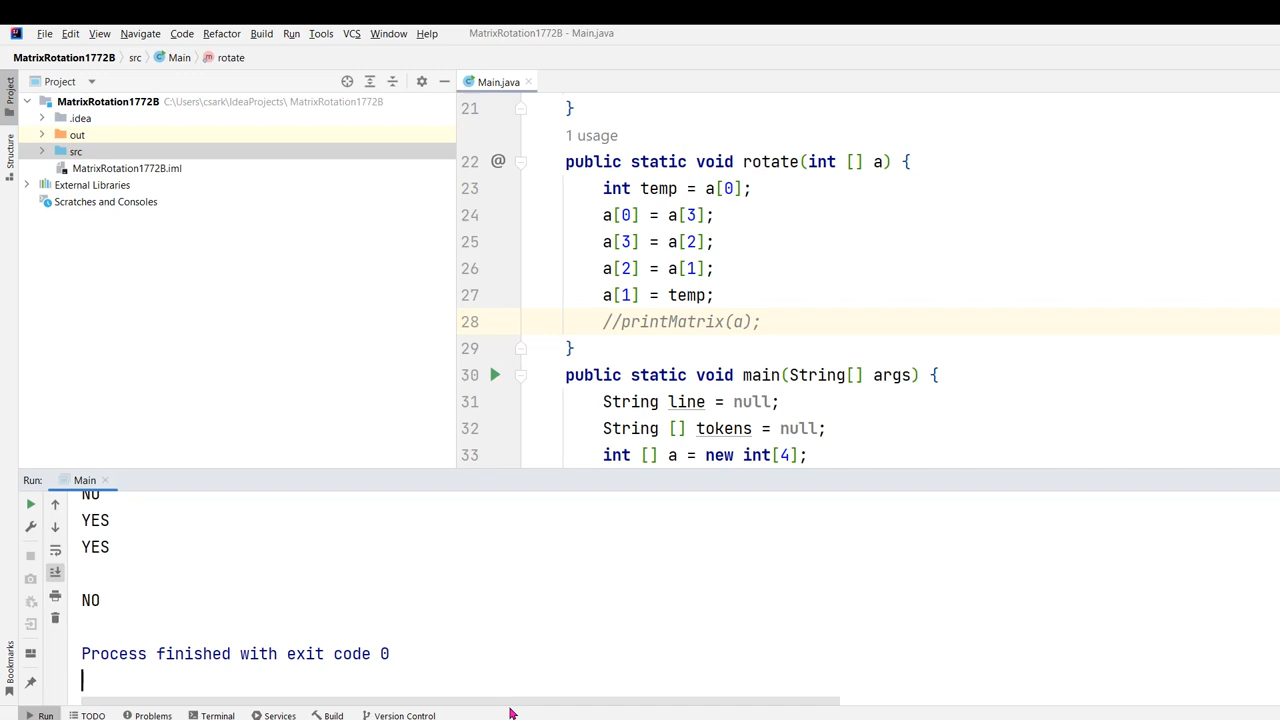 File Edit View Navigate Code Refactor Build Run Tools VCS Window Help MatrixRotation1772B - Main.java
MatrixRotation1772B src Main m rotate
Project Project Main.java
MatrixRotation1772B C:\Users\csark\IdeaProjects\ MatrixRotation1772B
.idea
out
src
MatrixRotation1772B.iml
External Libraries
Scratches and Consoles
Structure
21 }
1 usage
22 @ public static void rotate(int [] a) {
23 int temp = a[0];
24 a[0] = a[3];
25 a[3] = a[2];
26 a[2] = a[1];
27 a[1] = temp;
28 //printMatrix(a);
29 }
30 public static void main(String[] args) {
31 String line = null;
32 String [] tokens = null;
33 int [] a = new int[4];
Run: Main
NO
YES
YES
NO
Process finished with exit code 0
Bookmarks
Run TODO Problems Terminal Services Build Version Control